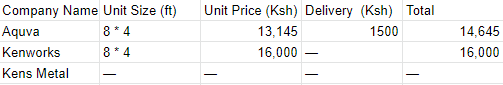 Company Name Unit Size (ft) Unit Price (Ksh) Delivery (Ksh) Total
Aquva 8 * 4 13,145 1500 14,645
Kenworks 8 * 4 16,000 — 16,000
Kens Metal — — — —